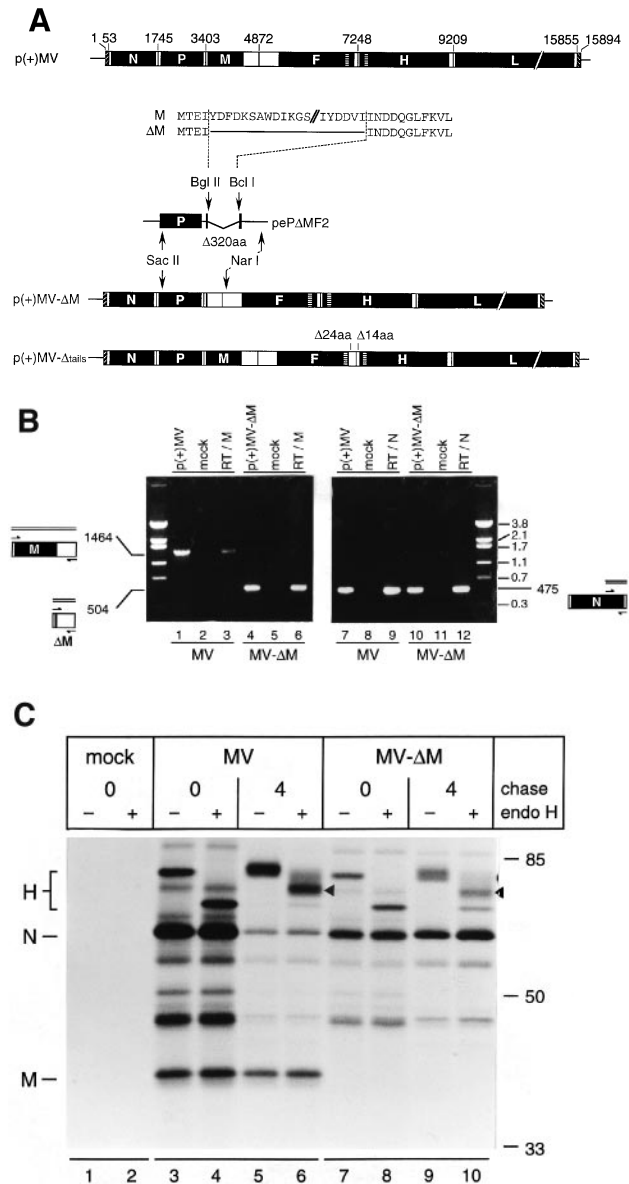 A
1 53 1745 3403 4872 7248 9209 15855 15894
p(+)MV N P M F H L
M MTEIYDFDKSAWDIKGS//IYDDVIINDDQGLFKVL
ΔM MTEI INDDQGLFKVL
Bgl II Bcl I
P pePΔMF2
Δ320aa
Sac II Nar I
p(+)MV-ΔM N P F H L
Δ24aa Δ14aa
p(+)MV-Δtails N P M F H L
B
p(+)MV mock RT / M p(+)MV-ΔM mock RT / M p(+)MV mock RT / N p(+)MV-ΔM mock RT / N
M 1464
504
ΔM
3.8
2.1
1.7
1.1
0.7
475
0.3
N
1 2 3 4 5 6 7 8 9 10 11 12
MV MV-ΔM MV MV-ΔM
C
mock MV MV-ΔM
0 0 4 0 4 chase
– + – + – + – + – + endo H
85
H
N
50
M
33
1 2 3 4 5 6 7 8 9 10